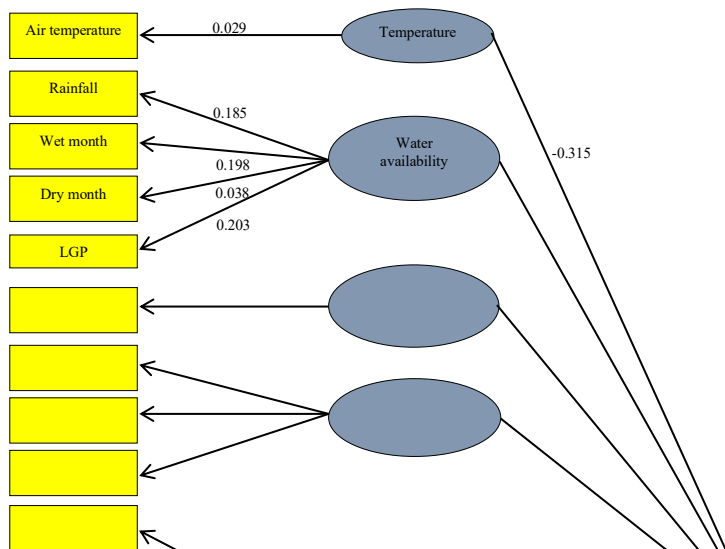 Air temperature
0.029
Temperature
Rainfall
0.185
Wet month
Water
availability
-0.315
0.198
Dry month
0.038
0.203
LGP